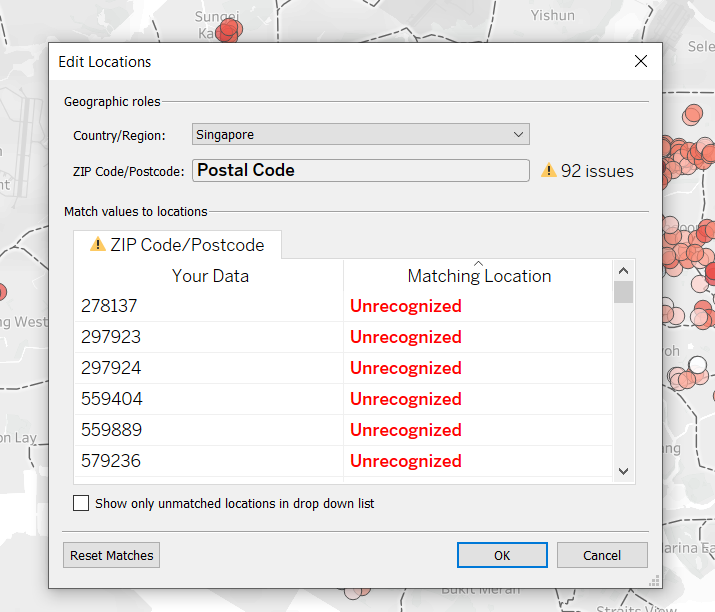 Sungei
Ka
Yishun
Sele
Edit Locations
Geographic roles
Country/Region:
Singapore
ZIP Code/Postcode:
Postal Code
92 issues
Match values to locations
ZIP Code/Postcode
Your Data
Matching Location
278137
Unrecognized
297923
Unrecognized
297924
Unrecognized
559404
Unrecognized
559889
Unrecognized
579236
Unrecognized
Show only unmatched locations in drop down list
Reset Matches
OK
Cancel
nt
ng West
on Lay
oh
ng
arina Ea
Bukit Merah
Straits View